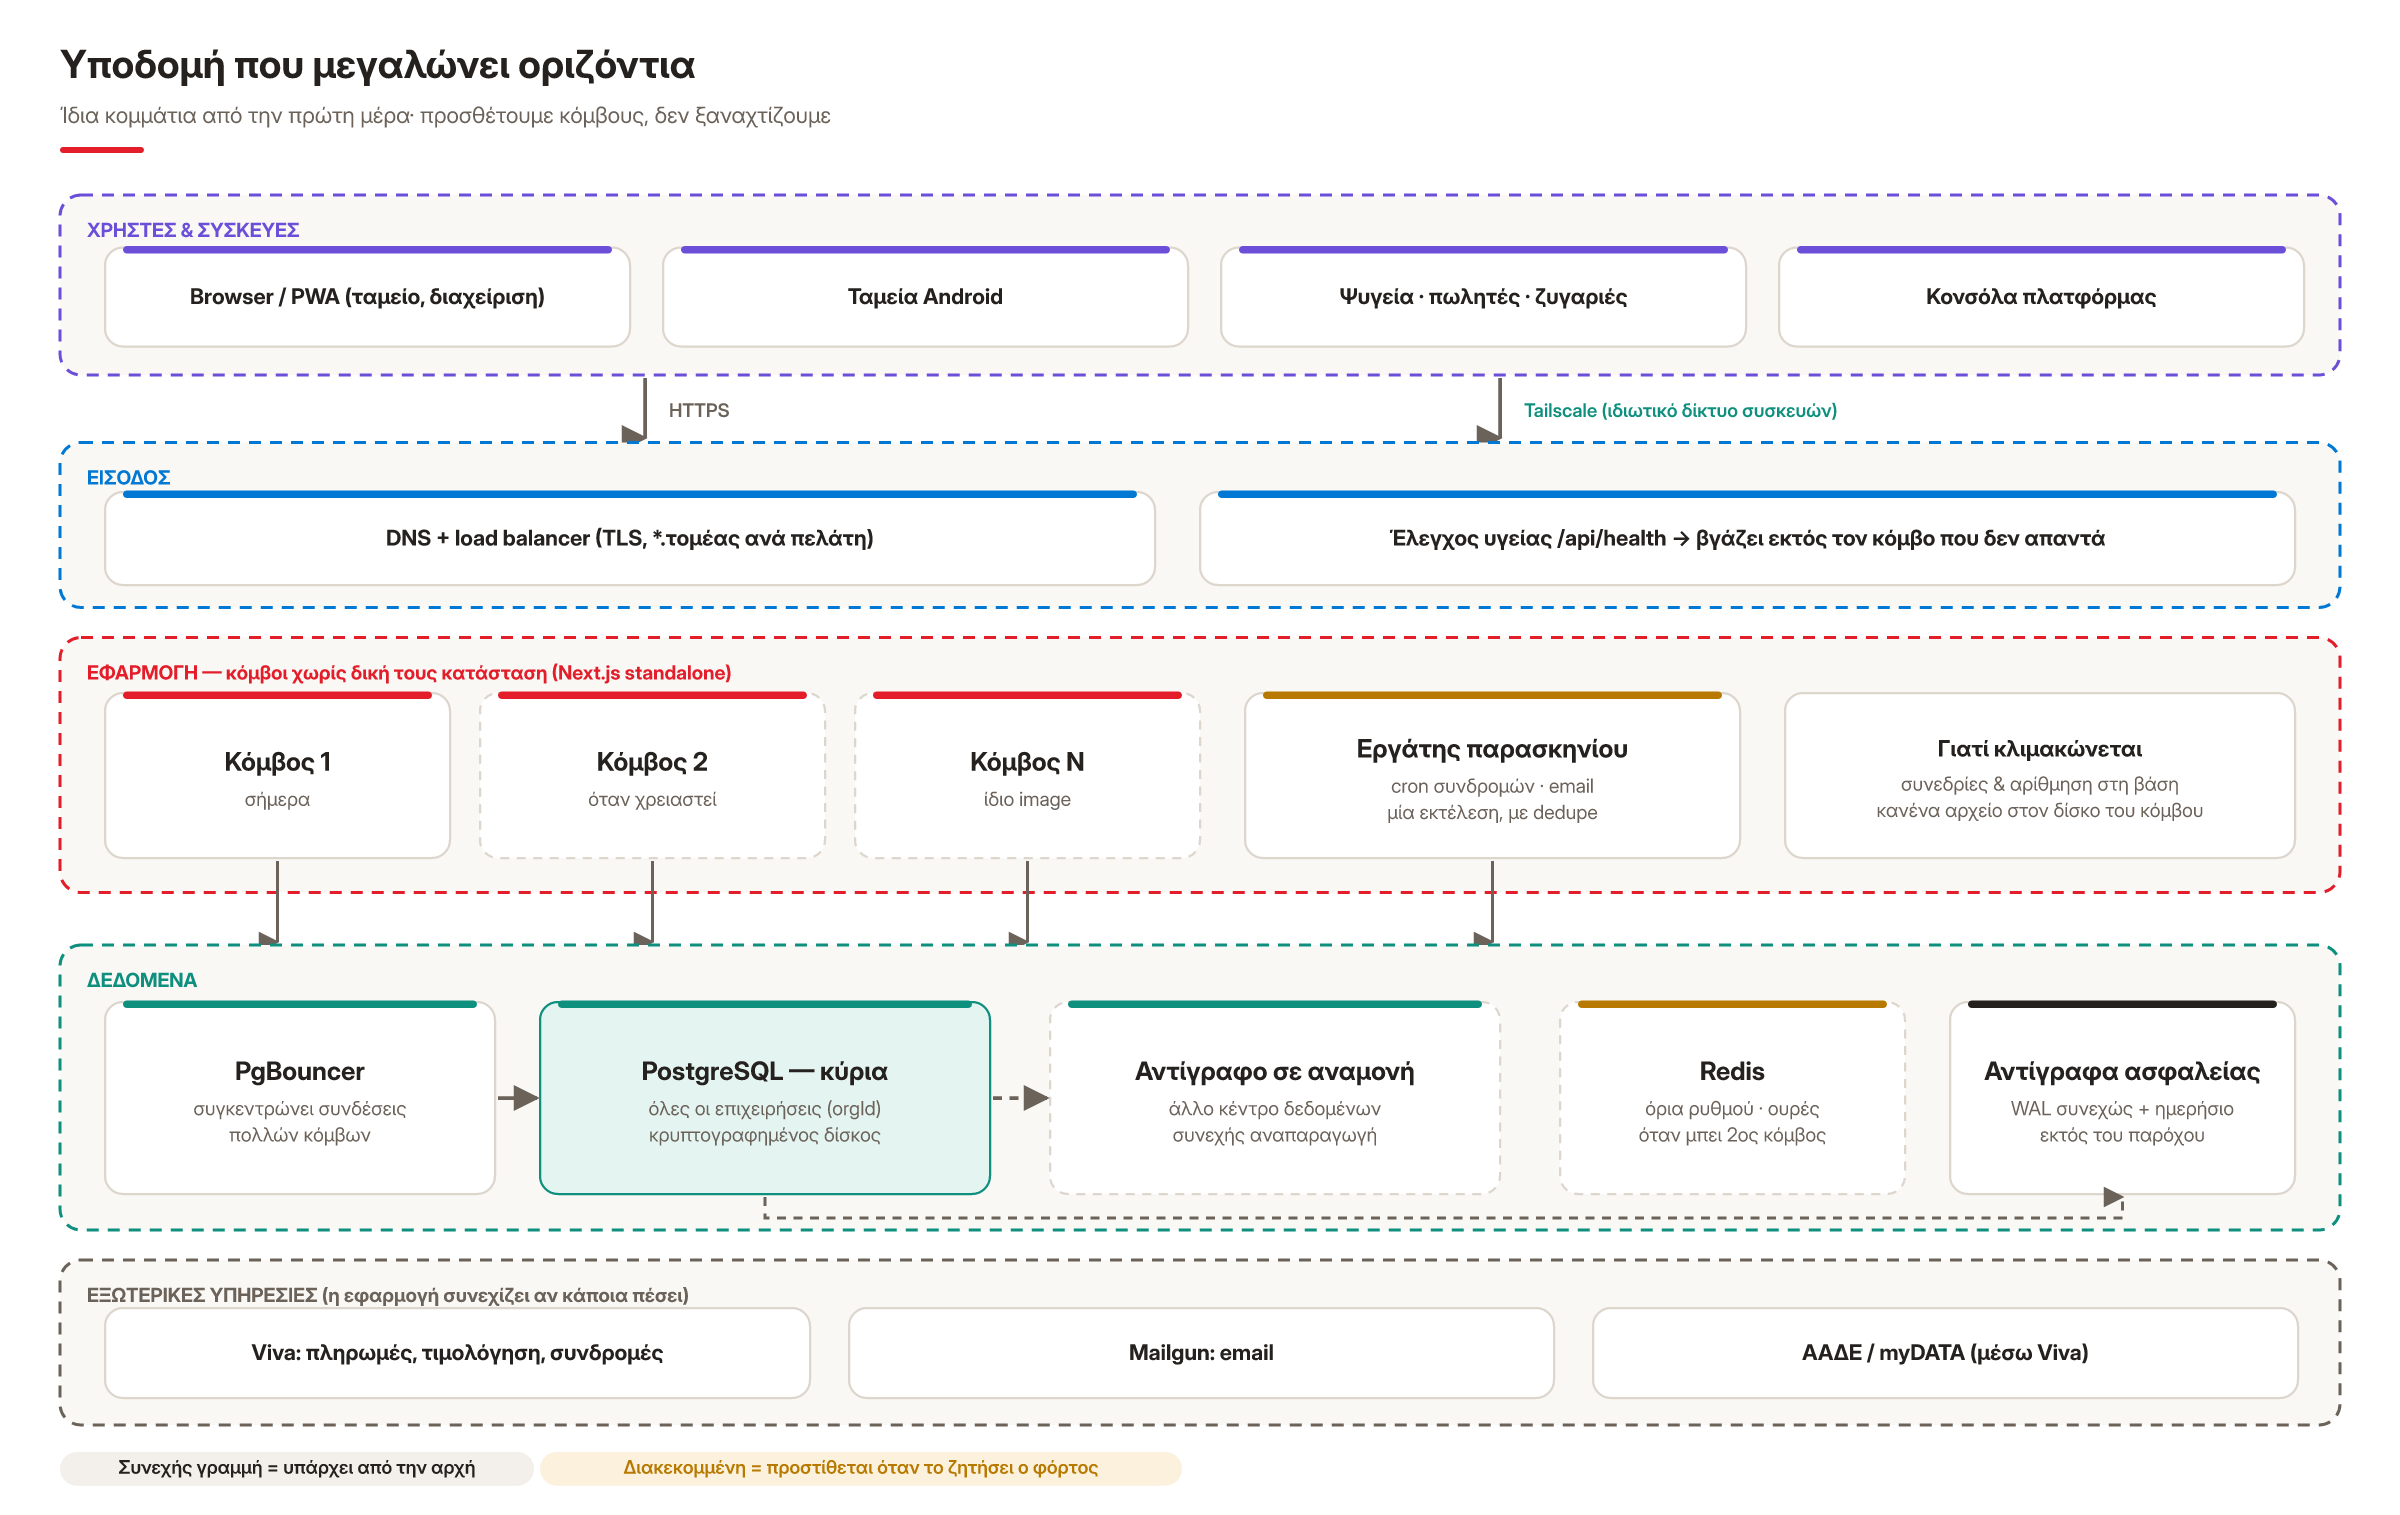 Υποδομή που μεγαλώνει οριζόντια
Ίδια κομμάτια από την πρώτη μέρα· προσθέτουμε κόμβους, δεν ξαναχτίζουμε
ΧΡΗΣΤΕΣ & ΣΥΣΚΕΥΕΣ
Browser / PWA (ταμείο, διαχείριση)
Ταμεία Android
Ψυγεία · πωλητές · ζυγαριές
Κονσόλα πλατφόρμας
HTTPS
Tailscale (ιδιωτικό δίκτυο συσκευών)
ΕΙΣΟΔΟΣ
DNS + load balancer (TLS, *.τομέας ανά πελάτη)
Έλεγχος υγείας /api/health → βγάζει εκτός τον κόμβο που δεν απαντά
ΕΦΑΡΜΟΓΗ — κόμβοι χωρίς δική τους κατάσταση (Next.js standalone)
Κόμβος 1
σήμερα
Κόμβος 2
όταν χρειαστεί
Κόμβος N
ίδιο image
Εργάτης παρασκηνίου
cron συνδρομών · email
μία εκτέλεση, με dedupe
Γιατί κλιμακώνεται
συνεδρίες & αρίθμηση στη βάση
κανένα αρχείο στον δίσκο του κόμβου
ΔΕΔΟΜΕΝΑ
PgBouncer
συγκεντρώνει συνδέσεις
πολλών κόμβων
PostgreSQL — κύρια
όλες οι επιχειρήσεις (orgId)
κρυπτογραφημένος δίσκος
Αντίγραφο σε αναμονή
άλλο κέντρο δεδομένων
συνεχής αναπαραγωγή
Redis
όρια ρυθμού · ουρές
όταν μπει 2ος κόμβος
Αντίγραφα ασφαλείας
WAL συνεχώς + ημερήσιο
εκτός του παρόχου
ΕΞΩΤΕΡΙΚΕΣ ΥΠΗΡΕΣΙΕΣ (η εφαρμογή συνεχίζει αν κάποια πέσει)
Viva: πληρωμές, τιμολόγηση, συνδρομές
Mailgun: email
ΑΑΔΕ / myDATA (μέσω Viva)
Συνεχής γραμμή = υπάρχει από την αρχή
Διακεκομμένη = προστίθεται όταν το ζητήσει ο φόρτος